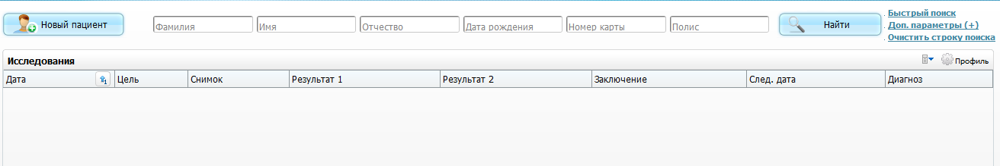 Новый пациент
Фамилия Имя Отчество Дата рождения Номер карты Полис
Найти
. Быстрый поиск
. Доп. параметры (+)
. Очистить строку поиска
Исследования
Профиль
Дата 1 Цель Снимок Результат 1 Результат 2 Заключение След. дата Диагноз